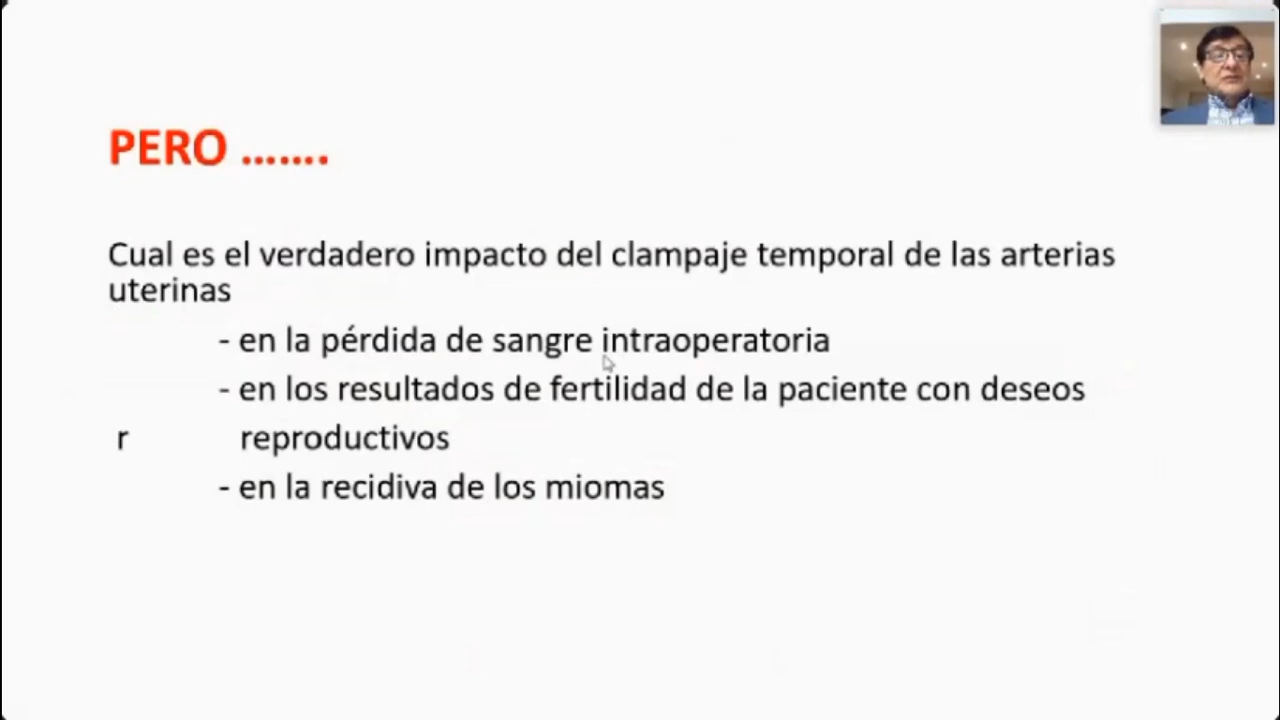 PERO .......
Cual es el verdadero impacto del clampaje temporal de las arterias
uterinas
- en la pérdida de sangre intraoperatoria
- en los resultados de fertilidad de la paciente con deseos
r reproductivos
- en la recidiva de los miomas